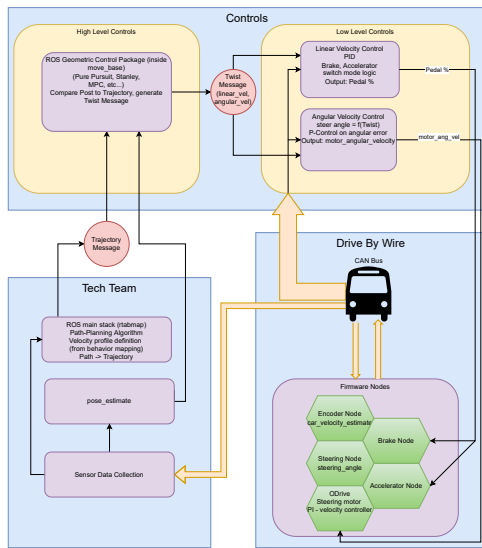 Controls
High Level Controls
Low Level Controls
ROS Geometric Control Package (inside
move_base)
(Pure Pursuit, Stanley,
MPC, etc...)
Compare Post to Trajectory, generate
Twist Message
Twist
Message
(linear_vel,
angular_vel)
Linear Velocity Control
PID
Brake, Accelerator
switch mode logic
Output: Pedal %
Pedal %
Angular Velocity Control
steer angle = f(Twist)
P-Control on angular error
Output: motor_angular_velocity
motor_ang_vel
Trajectory
Message
Tech Team
ROS main stack (rtabmap)
Path-Planning Algorithm
Velocity profile definition
(from behavior mapping)
Path -> Trajectory
pose_estimate
Sensor Data Collection
Drive By Wire
CAN Bus
Firmware Nodes
Encoder Node
car_velocity_estimate
Brake Node
Steering Node
steering_angle
Accelerator Node
ODrive
Steering motor
PI - velocity controller